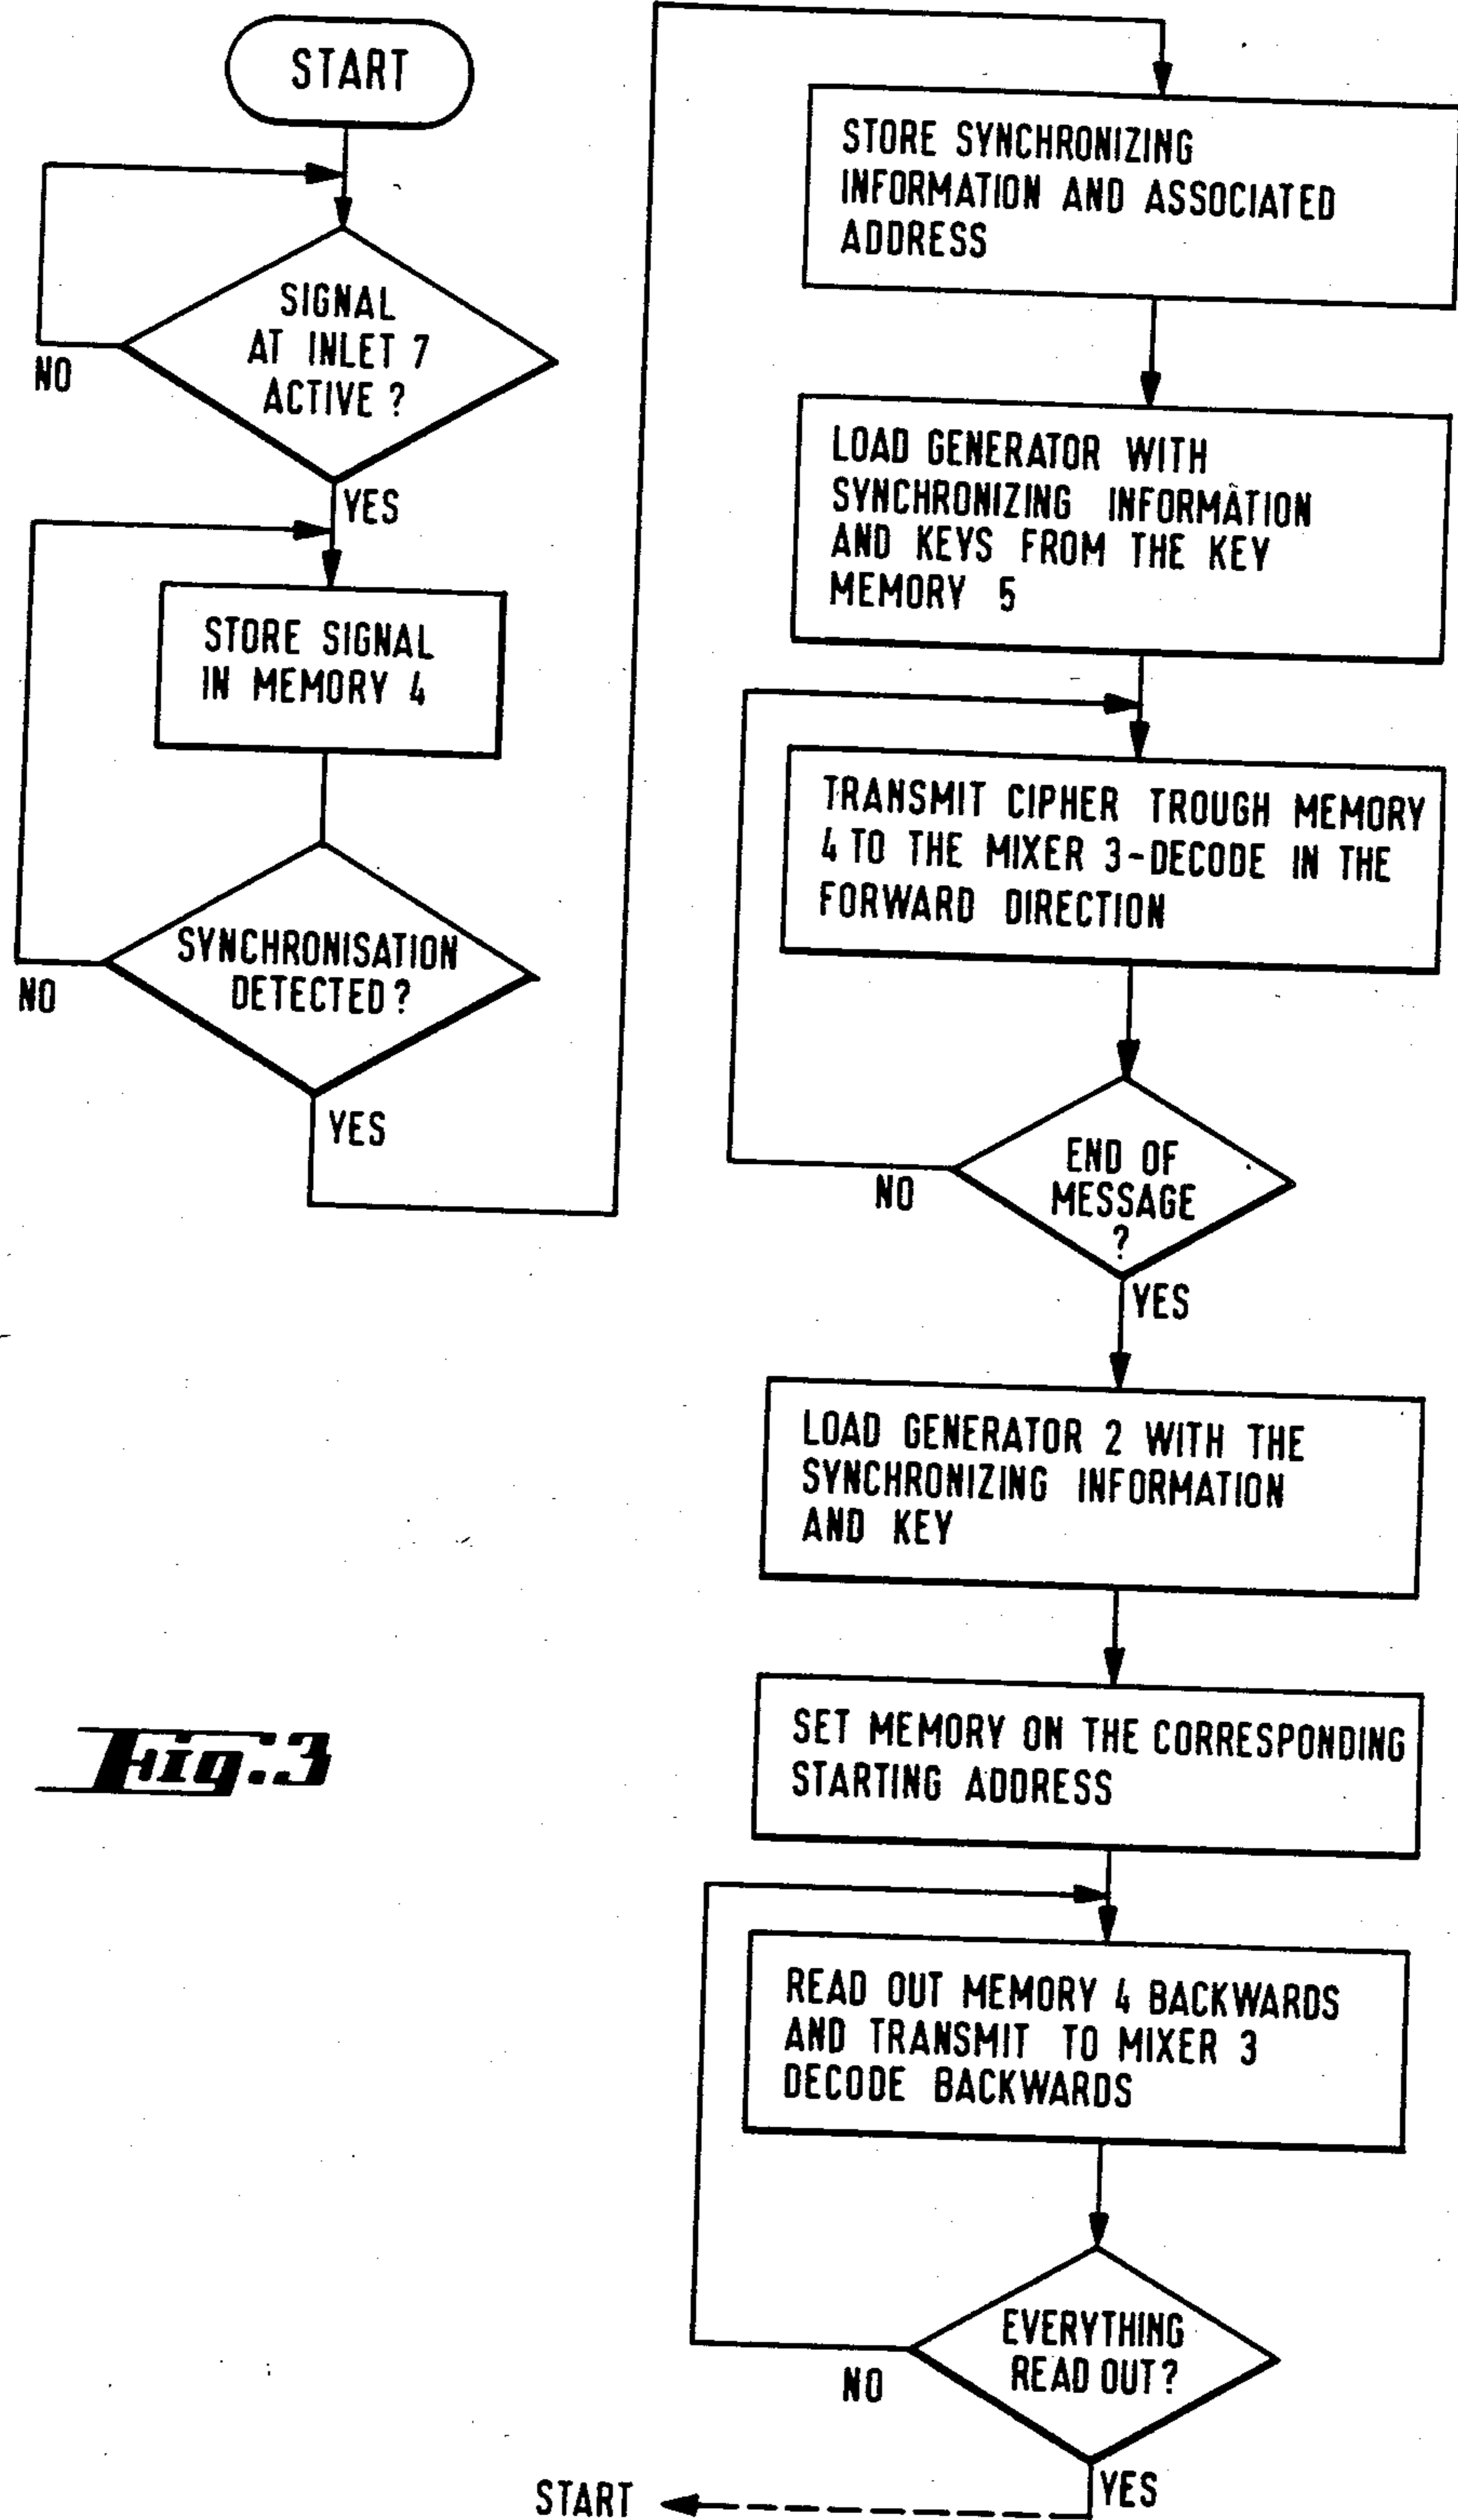 START
SIGNAL
AT INLET 7
ACTIVE ?
NO
YES
STORE SIGNAL
IN MEMORY 4
SYNCHRONISATION
DETECTED ?
NO
YES
STORE SYNCHRONIZING
INFORMATION AND ASSOCIATED
ADDRESS
LOAD GENERATOR WITH
SYNCHRONIZING INFORMATION
AND KEYS FROM THE KEY
MEMORY 5
TRANSMIT CIPHER TROUGH MEMORY
4 TO THE MIXER 3-DECODE IN THE
FORWARD DIRECTION
END OF
MESSAGE
?
NO
YES
LOAD GENERATOR 2 WITH THE
SYNCHRONIZING INFORMATION
AND KEY
SET MEMORY ON THE CORRESPONDING
STARTING ADDRESS
READ OUT MEMORY 4 BACKWARDS
AND TRANSMIT TO MIXER 3
DECODE BACKWARDS
EVERYTHING
READ OUT ?
NO
YES
START
Fig. 3